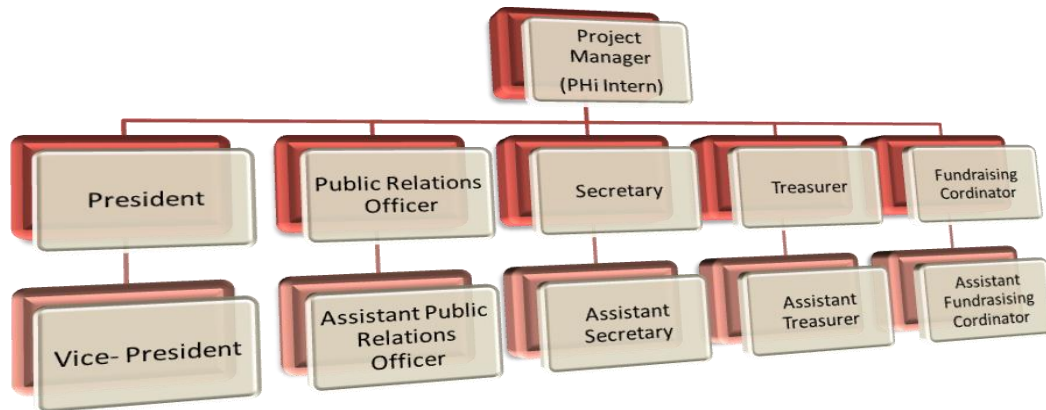 Project
Manager
(PHi Intern)
President
Public Relations
Officer
Secretary
Treasurer
Fundraising
Cordinator
Vice- President
Assistant Public
Relations
Officer
Assistant
Secretary
Assistant
Treasurer
Assistant
Fundrasising
Cordinator